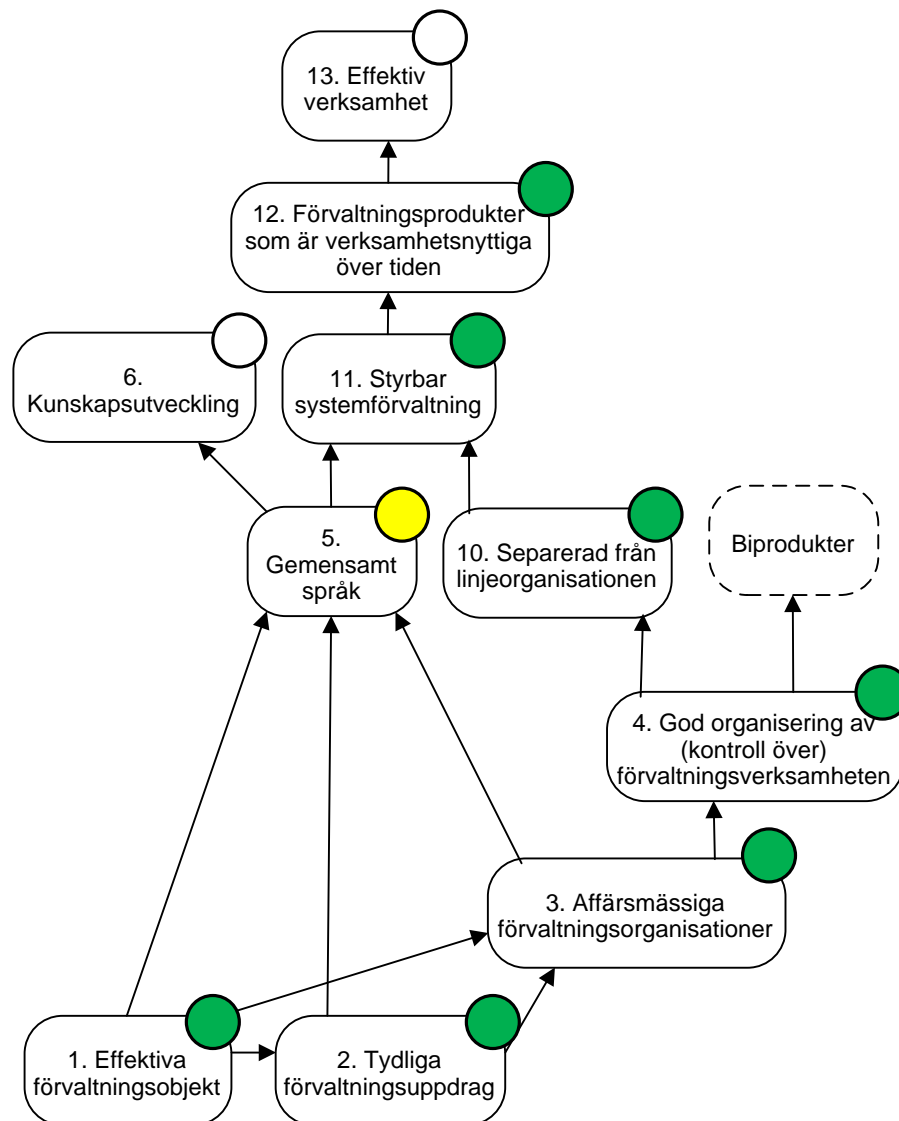 13. Effektiv
verksamhet
12. Förvaltningsprodukter
som är verksamhetsnyttiga
över tiden
6.
Kunskapsutveckling
11. Styrbar
systemförvaltning
5.
Gemensamt
språk
10. Separerad från
linjeorganisationen
Biprodukter
4. God organisering av
(kontroll över)
förvaltningsverksamheten
3. Affärsmässiga
förvaltningsorganisationer
1. Effektiva
förvaltningsobjekt
2. Tydliga
förvaltningsuppdrag